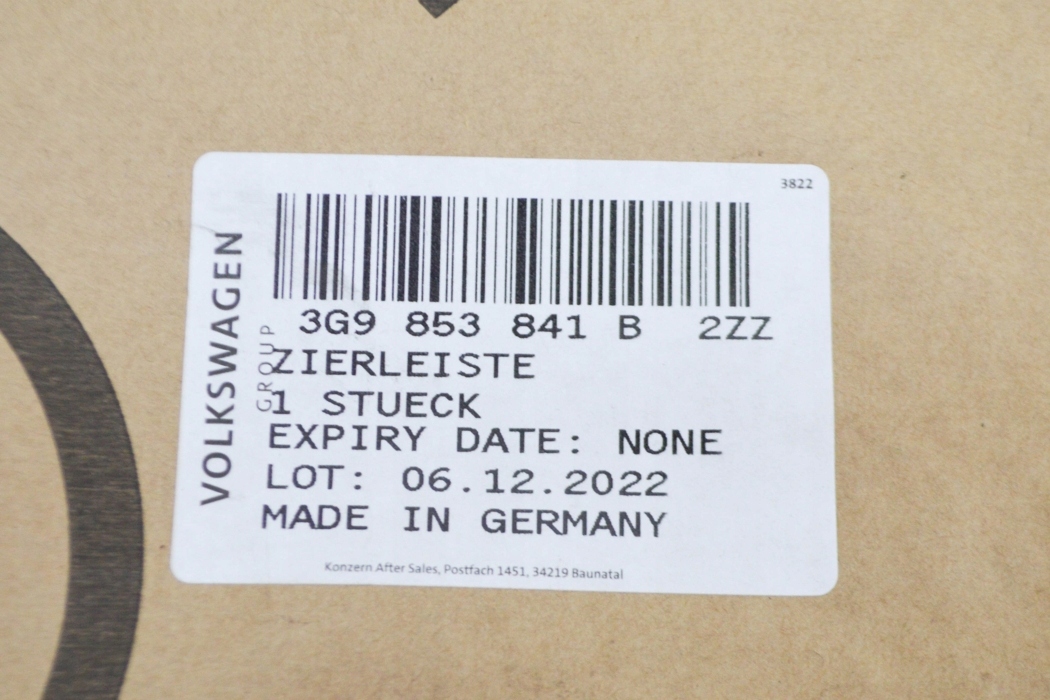 3822
VOLKSWAGEN
GROUP
3G9 853 841 B 2ZZ
ZIERLEISTE
1 STUECK
EXPIRY DATE: NONE
LOT: 06.12.2022
MADE IN GERMANY
Konzern After Sales, Postfach 1451, 34219 Baunatal